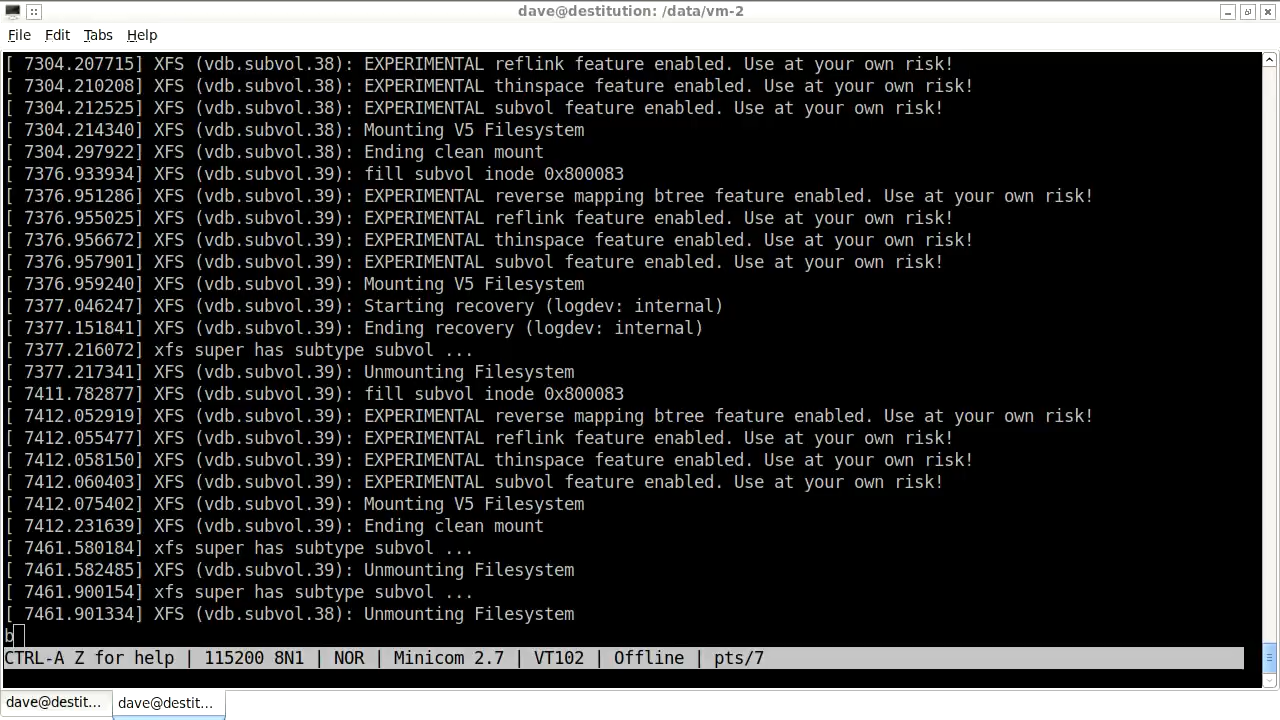 dave@destitution: /data/vm-2
File Edit Tabs Help
[ 7304.207715] XFS (vdb.subvol.38): EXPERIMENTAL reflink feature enabled. Use at your own risk!
[ 7304.210208] XFS (vdb.subvol.38): EXPERIMENTAL thinspace feature enabled. Use at your own risk!
[ 7304.212525] XFS (vdb.subvol.38): EXPERIMENTAL subvol feature enabled. Use at your own risk!
[ 7304.214340] XFS (vdb.subvol.38): Mounting V5 Filesystem
[ 7304.297922] XFS (vdb.subvol.38): Ending clean mount
[ 7376.933934] XFS (vdb.subvol.39): fill subvol inode 0x800083
[ 7376.951286] XFS (vdb.subvol.39): EXPERIMENTAL reverse mapping btree feature enabled. Use at your own risk!
[ 7376.955025] XFS (vdb.subvol.39): EXPERIMENTAL reflink feature enabled. Use at your own risk!
[ 7376.956672] XFS (vdb.subvol.39): EXPERIMENTAL thinspace feature enabled. Use at your own risk!
[ 7376.957901] XFS (vdb.subvol.39): EXPERIMENTAL subvol feature enabled. Use at your own risk!
[ 7376.959240] XFS (vdb.subvol.39): Mounting V5 Filesystem
[ 7377.046247] XFS (vdb.subvol.39): Starting recovery (logdev: internal)
[ 7377.151841] XFS (vdb.subvol.39): Ending recovery (logdev: internal)
[ 7377.216072] xfs super has subtype subvol ...
[ 7377.217341] XFS (vdb.subvol.39): Unmounting Filesystem
[ 7411.782877] XFS (vdb.subvol.39): fill subvol inode 0x800083
[ 7412.052919] XFS (vdb.subvol.39): EXPERIMENTAL reverse mapping btree feature enabled. Use at your own risk!
[ 7412.055477] XFS (vdb.subvol.39): EXPERIMENTAL reflink feature enabled. Use at your own risk!
[ 7412.058150] XFS (vdb.subvol.39): EXPERIMENTAL thinspace feature enabled. Use at your own risk!
[ 7412.060403] XFS (vdb.subvol.39): EXPERIMENTAL subvol feature enabled. Use at your own risk!
[ 7412.075402] XFS (vdb.subvol.39): Mounting V5 Filesystem
[ 7412.231639] XFS (vdb.subvol.39): Ending clean mount
[ 7461.580184] xfs super has subtype subvol ...
[ 7461.582485] XFS (vdb.subvol.39): Unmounting Filesystem
[ 7461.900154] xfs super has subtype subvol ...
[ 7461.901334] XFS (vdb.subvol.38): Unmounting Filesystem
b
CTRL-A Z for help | 115200 8N1 | NOR | Minicom 2.7 | VT102 | Offline | pts/7
dave@destit... dave@destit...